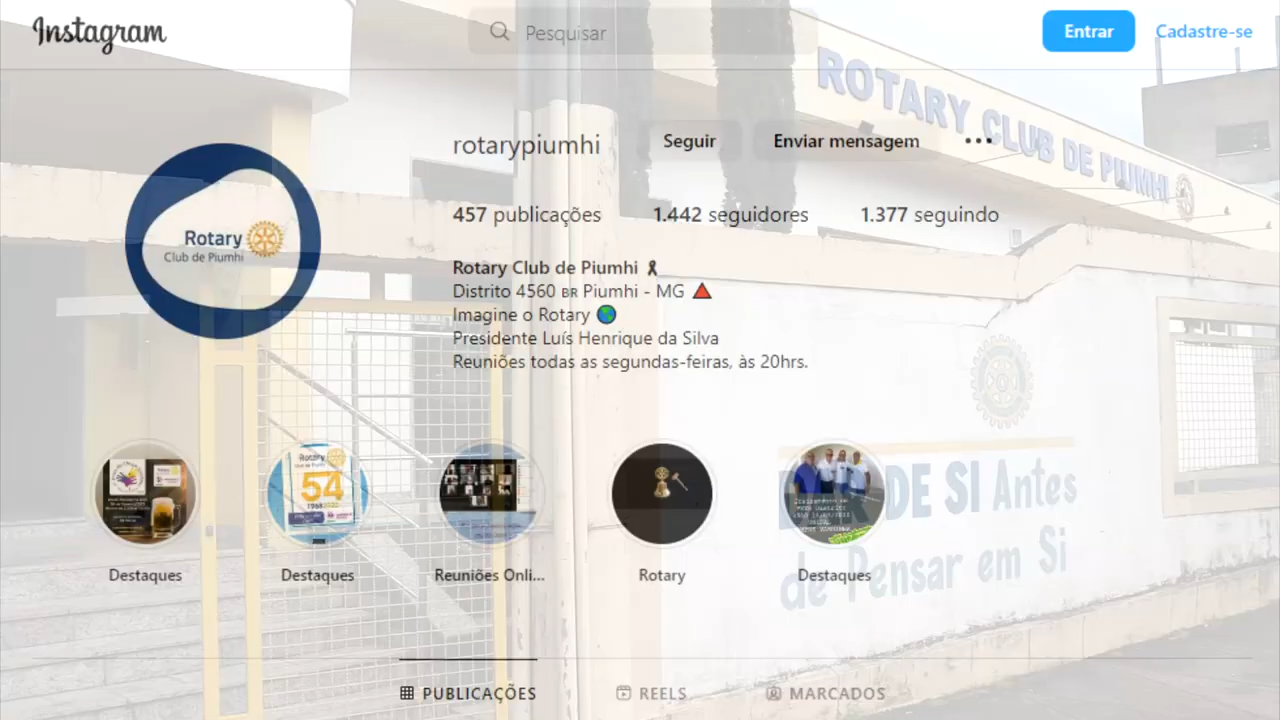 Instagram
Pesquisar
Entrar
Cadastre-se
ROTARY CLUB DE PIUMHI
rotarypiumhi
Seguir
Enviar mensagem
457 publicações
1.442 seguidores
1.377 seguindo
Rotary
Club de Piumhi
Rotary Club de Piumhi 🎗
Distrito 4560 BR Piumhi - MG 🔺
Imagine o Rotary 🌎
Presidente Luís Henrique da Silva
Reuniões todas as segundas-feiras, às 20hrs.
Rotary
54
DE SI Antes
de Pensar em Si
Destaques
Destaques
Reuniões Onli...
Rotary
Destaques
PUBLICAÇÕES
REELS
MARCADOS